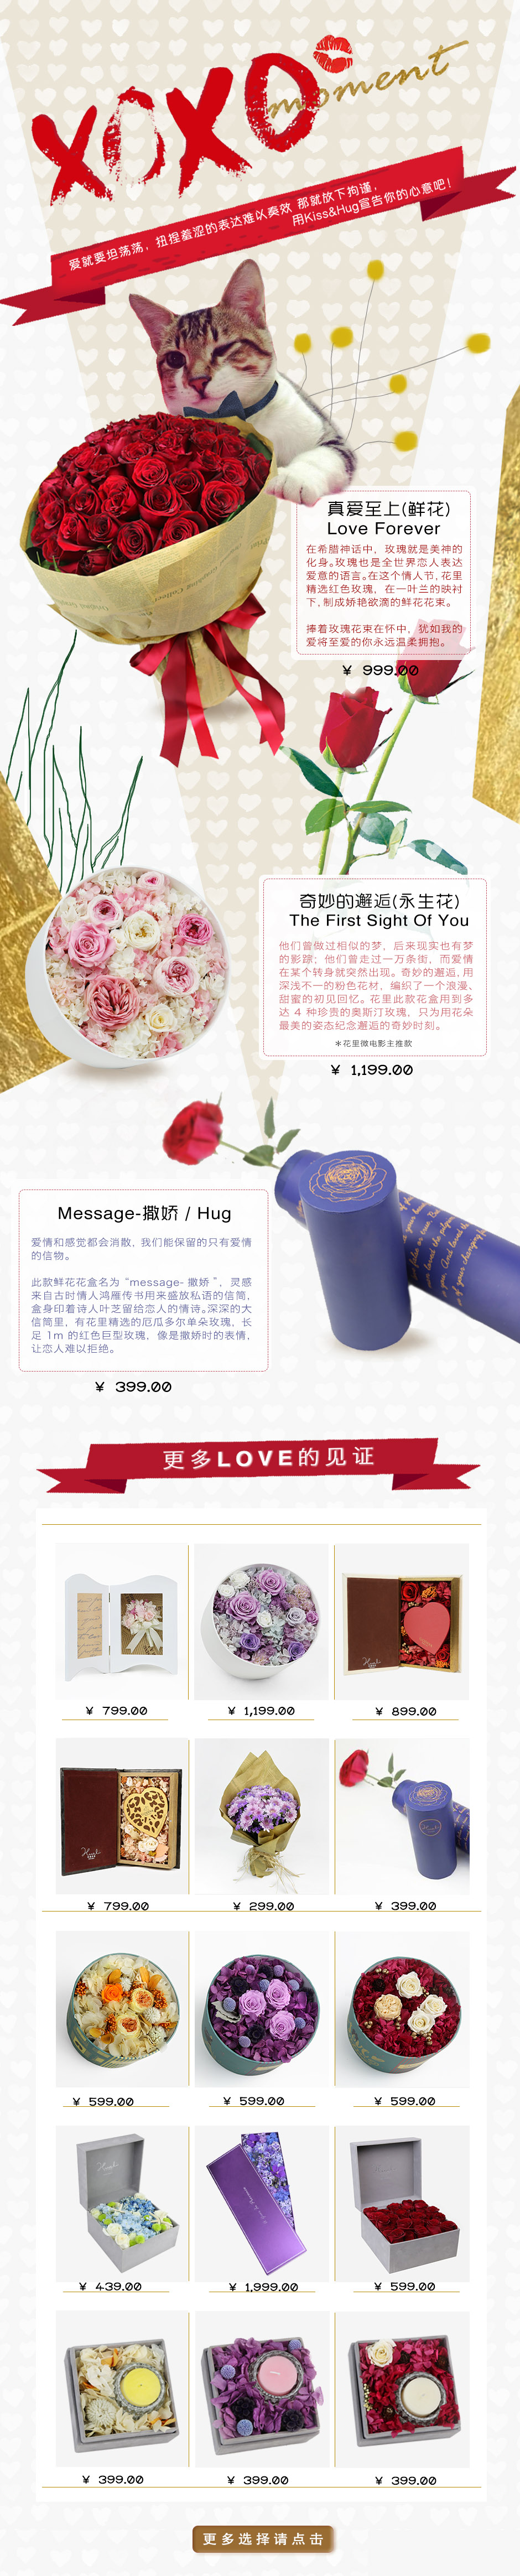 XOXO
moment
爱就要坦荡荡，扭捏羞涩的表达难以奏效 那就放下拘谨，
用Kiss&Hug宣告你的心意吧！
真爱至上(鲜花)
Love Forever
在希腊神话中，玫瑰就是美神的
化身。玫瑰也是全世界恋人表达
爱意的语言。在这个情人节，花里
精选红色玫瑰，在一叶兰的映衬
下，制成娇艳欲滴的鲜花花束。
捧着玫瑰花束在怀中，犹如我的
爱将至爱的你永远温柔拥抱。
¥ 999.00
奇妙的邂逅(永生花)
The First Sight Of You
他们曾做过相似的梦，后来现实也有梦
的影踪；他们曾走过一万条街，而爱情
在某个转身就突然出现。奇妙的邂逅，用
深浅不一的粉色花材，编织了一个浪漫、
甜蜜的初见回忆。花里此款花盒用到多
达 4 种珍贵的奥斯汀玫瑰，只为用花朵
最美的姿态纪念邂逅的奇妙时刻。
＊花里微电影主推款
¥ 1,199.00
Message-撒娇 / Hug
爱情和感觉都会消散，我们能保留的只有爱情
的信物。
此款鲜花花盒名为 “message- 撒娇 ”，灵感
来自古时情人鸿雁传书用来盛放私语的信筒，
盒身印着诗人叶芝留给恋人的情诗。深深的大
信筒里，有花里精选的厄瓜多尔单朵玫瑰，长
足 1m 的红色巨型玫瑰，像是撒娇时的表情，
让恋人难以拒绝。
¥ 399.00
更多LOVE的见证
¥ 799.00
¥ 1,199.00
¥ 899.00
¥ 799.00
¥ 299.00
¥ 399.00
¥ 599.00
¥ 599.00
¥ 599.00
¥ 439.00
¥ 1,999.00
¥ 599.00
¥ 399.00
¥ 399.00
¥ 399.00
更多选择请点击